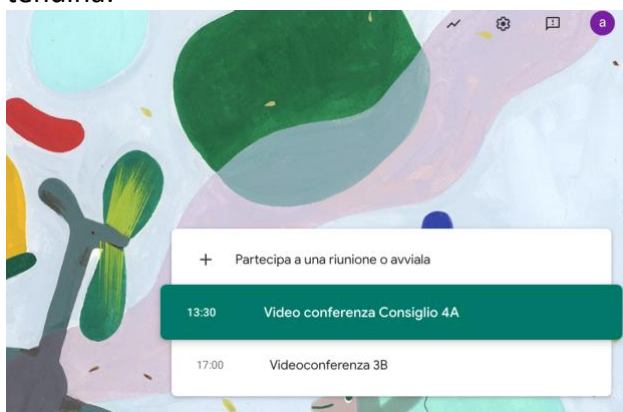 a
+ Partecipa a una riunione o avviala
13:30 Video conferenza Consiglio 4A
17:00 Videoconferenza 3B